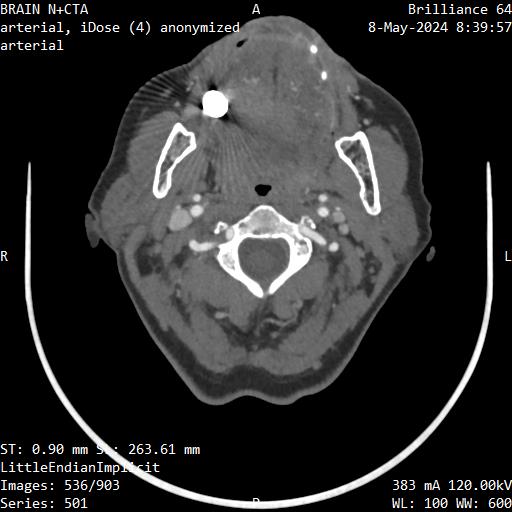 BRAIN N+CTA
A
Brilliance 64
arterial, iDose (4) anonymized
8-May-2024 8:39:57
arterial
R
L
ST: 0.90 mm 263.61 mm
LittleEndianImplicit
Images: 536/903
383 mA 120.00kV
Series: 501
P
WL: 100 WW: 600